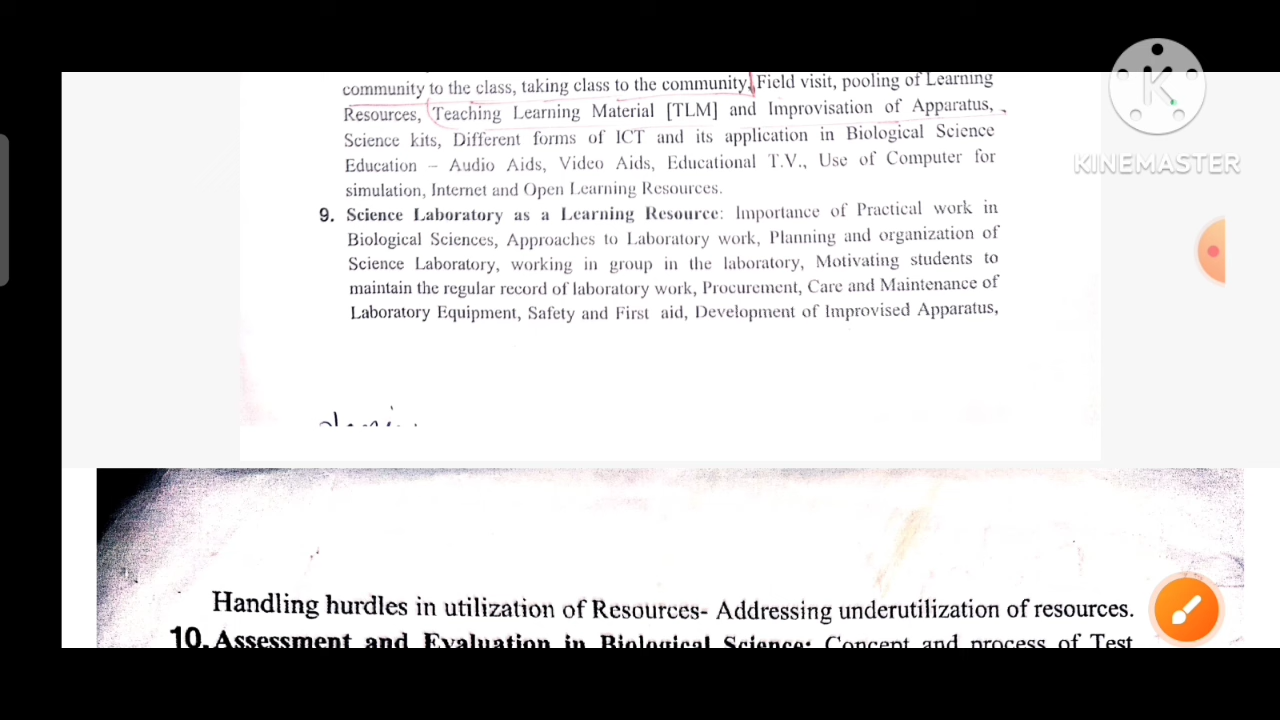 community to the class, taking class to the community, Field visit, pooling of Learning
Resources, Teaching Learning Material [TLM] and Improvisation of Apparatus,
Science kits, Different forms of ICT and its application in Biological Science
Education – Audio Aids, Video Aids, Educational T.V., Use of Computer for
simulation, Internet and Open Learning Resources.
9. Science Laboratory as a Learning Resource: Importance of Practical work in
Biological Sciences, Approaches to Laboratory work, Planning and organization of
Science Laboratory, working in group in the laboratory, Motivating students to
maintain the regular record of laboratory work, Procurement, Care and Maintenance of
Laboratory Equipment, Safety and First aid, Development of Improvised Apparatus,
Handling hurdles in utilization of Resources- Addressing underutilization of resources.
10. Assessment and Evaluation in Biological Science: Concept and process of Test
KINEMASTER